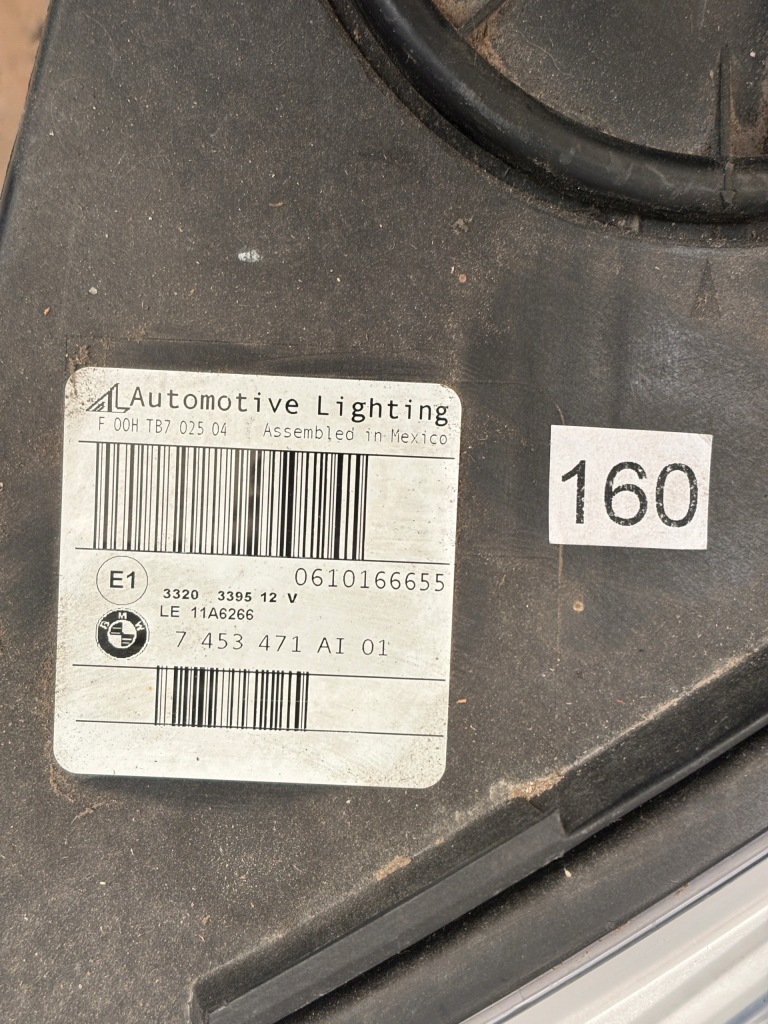 AL Automotive Lighting
F 00H TB7 025 04 Assembled in Mexico
160
E1
0610166655
3320 3395 12 V
LE 11A6266
BMW
7 453 471 AI 01